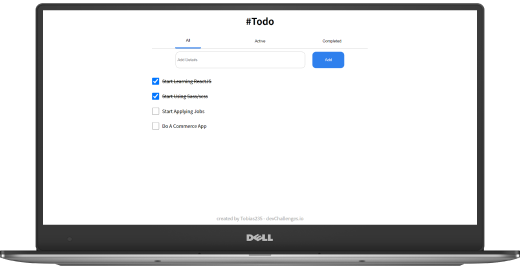 #Todo
All Active Completed
Add Details Add
Start Learning ReactJS
Start Using Sass/scss
Start Applying Jobs
Do A Commerce App
created by Tobias235 - devChallenges.io
DELL